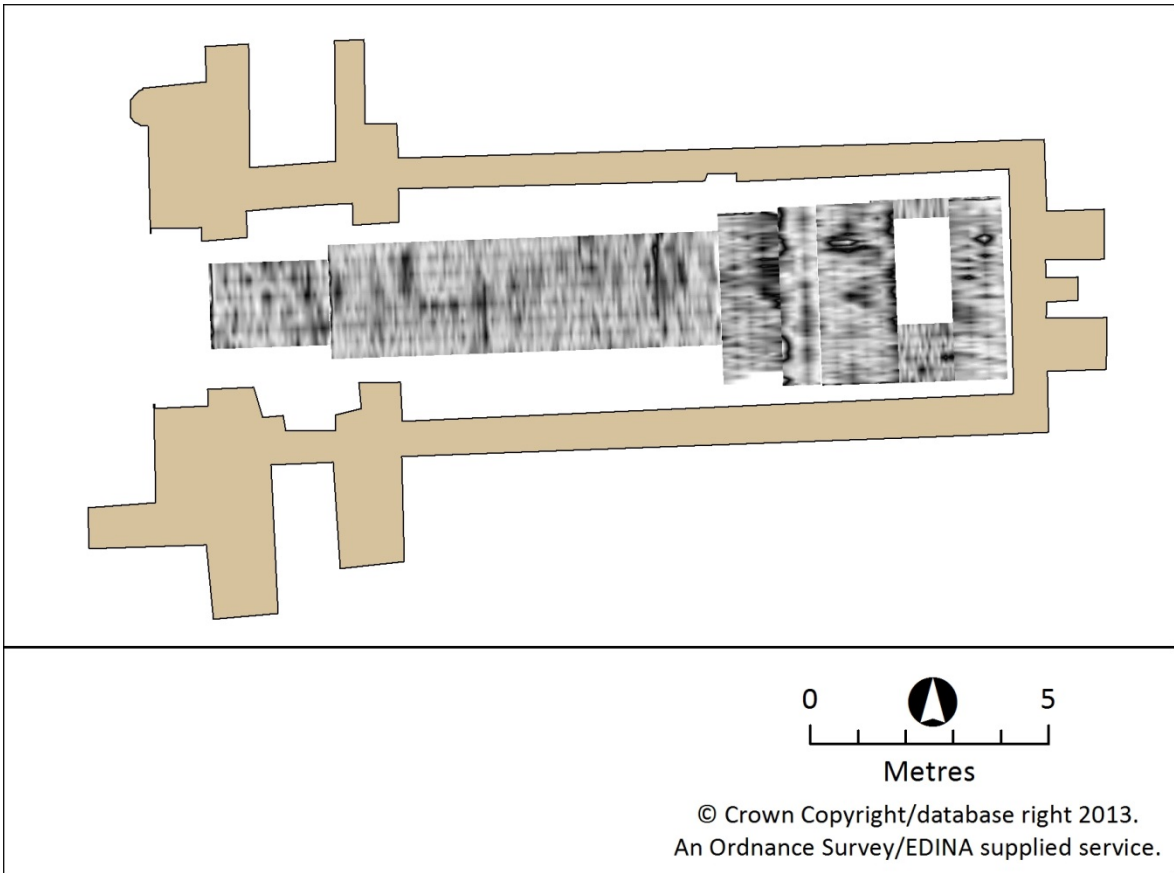 0 5
Metres
© Crown Copyright/database right 2013.
An Ordnance Survey/EDINA supplied service.